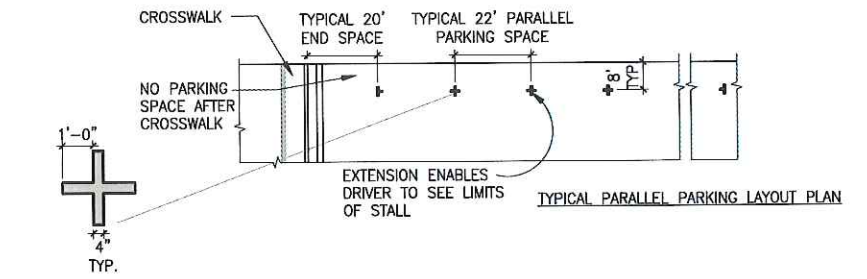 CROSSWALK
TYPICAL 20'
END SPACE
TYPICAL 22' PARALLEL
PARKING SPACE
NO PARKING
SPACE AFTER
CROSSWALK
8'
TYP
1'-0"
4"
TYP.
EXTENSION ENABLES
DRIVER TO SEE LIMITS
OF STALL
TYPICAL PARALLEL PARKING LAYOUT PLAN